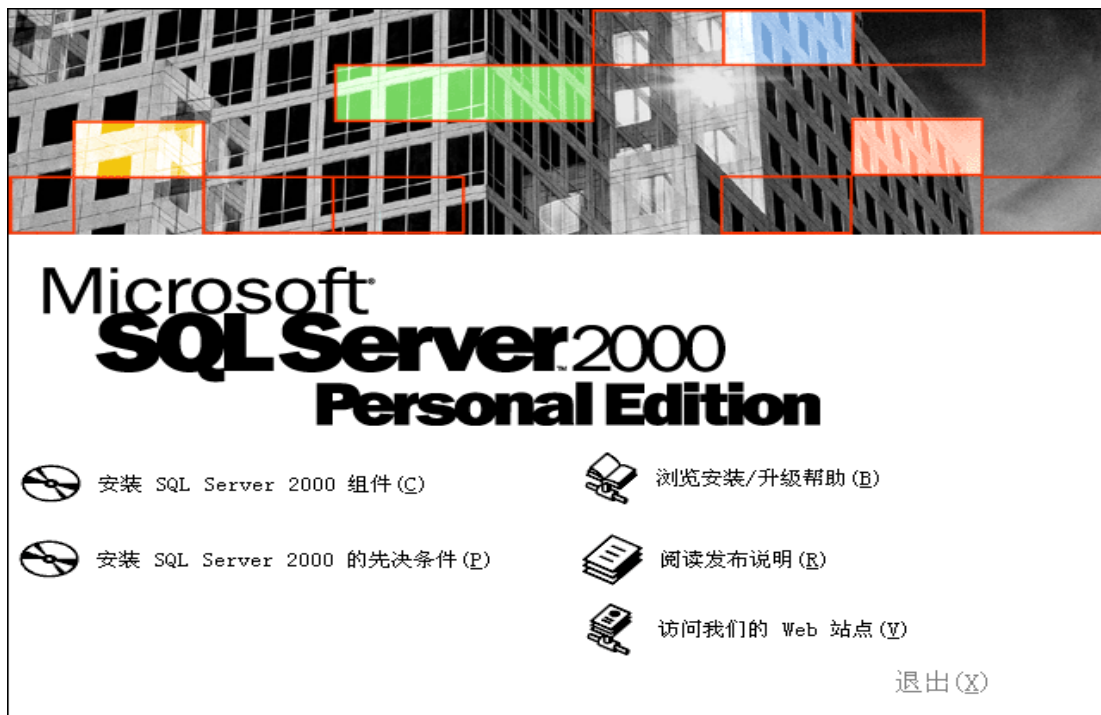 Microsoft®
SQL Server™ 2000
Personal Edition
安装 SQL Server 2000 组件(C)
浏览安装/升级帮助(B)
安装 SQL Server 2000 的先决条件(P)
阅读发布说明(R)
访问我们的 Web 站点(V)
退出(X)